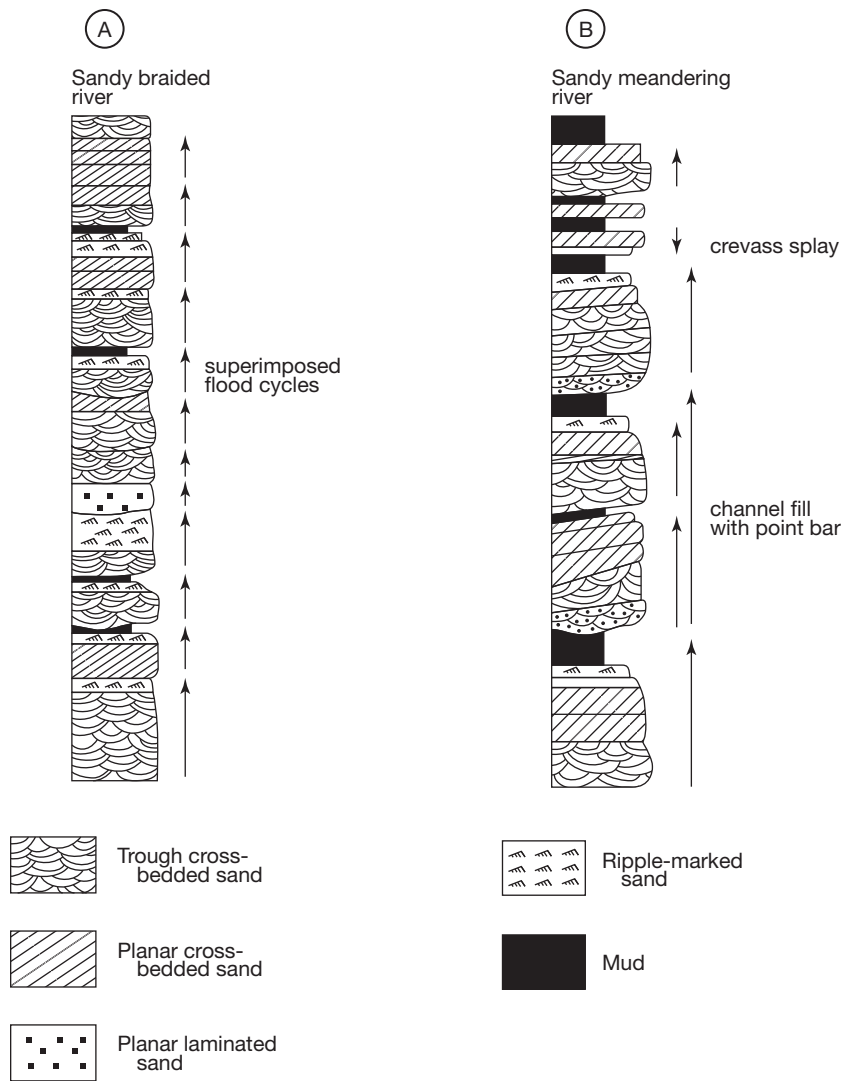 A
B
Sandy braided
river
Sandy meandering
river
crevass splay
superimposed
flood cycles
channel fill
with point bar
Trough cross-
bedded sand
Ripple-marked
sand
Planar cross-
bedded sand
Mud
Planar laminated
sand